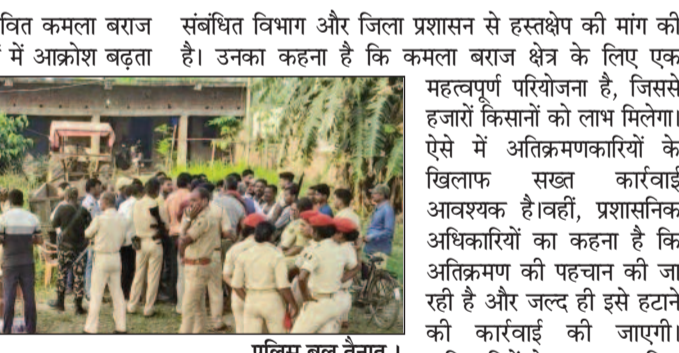 वित कमला बराज
में आक्रोश बढ़ता
संबंधित विभाग और जिला प्रशासन से हस्तक्षेप की मांग की
है। उनका कहना है कि कमला बराज क्षेत्र के लिए एक
महत्वपूर्ण परियोजना है, जिससे
हजारों किसानों को लाभ मिलेगा।
ऐसे में अतिक्रमणकारियों के
खिलाफ सख्त कार्रवाई
आवश्यक है।वहीं, प्रशासनिक
अधिकारियों का कहना है कि
अतिक्रमण की पहचान की जा
रही है और जल्द ही इसे हटाने
की कार्रवाई की जाएगी।
पुलिस बल तैनात ।